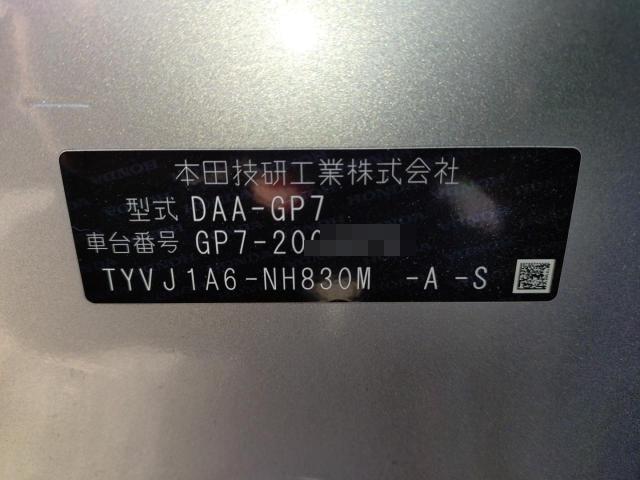 本田技研工業株式会社
型式 DAA-GP7
車台番号 GP7-200
TYVJ1A6-NH830M -A -S